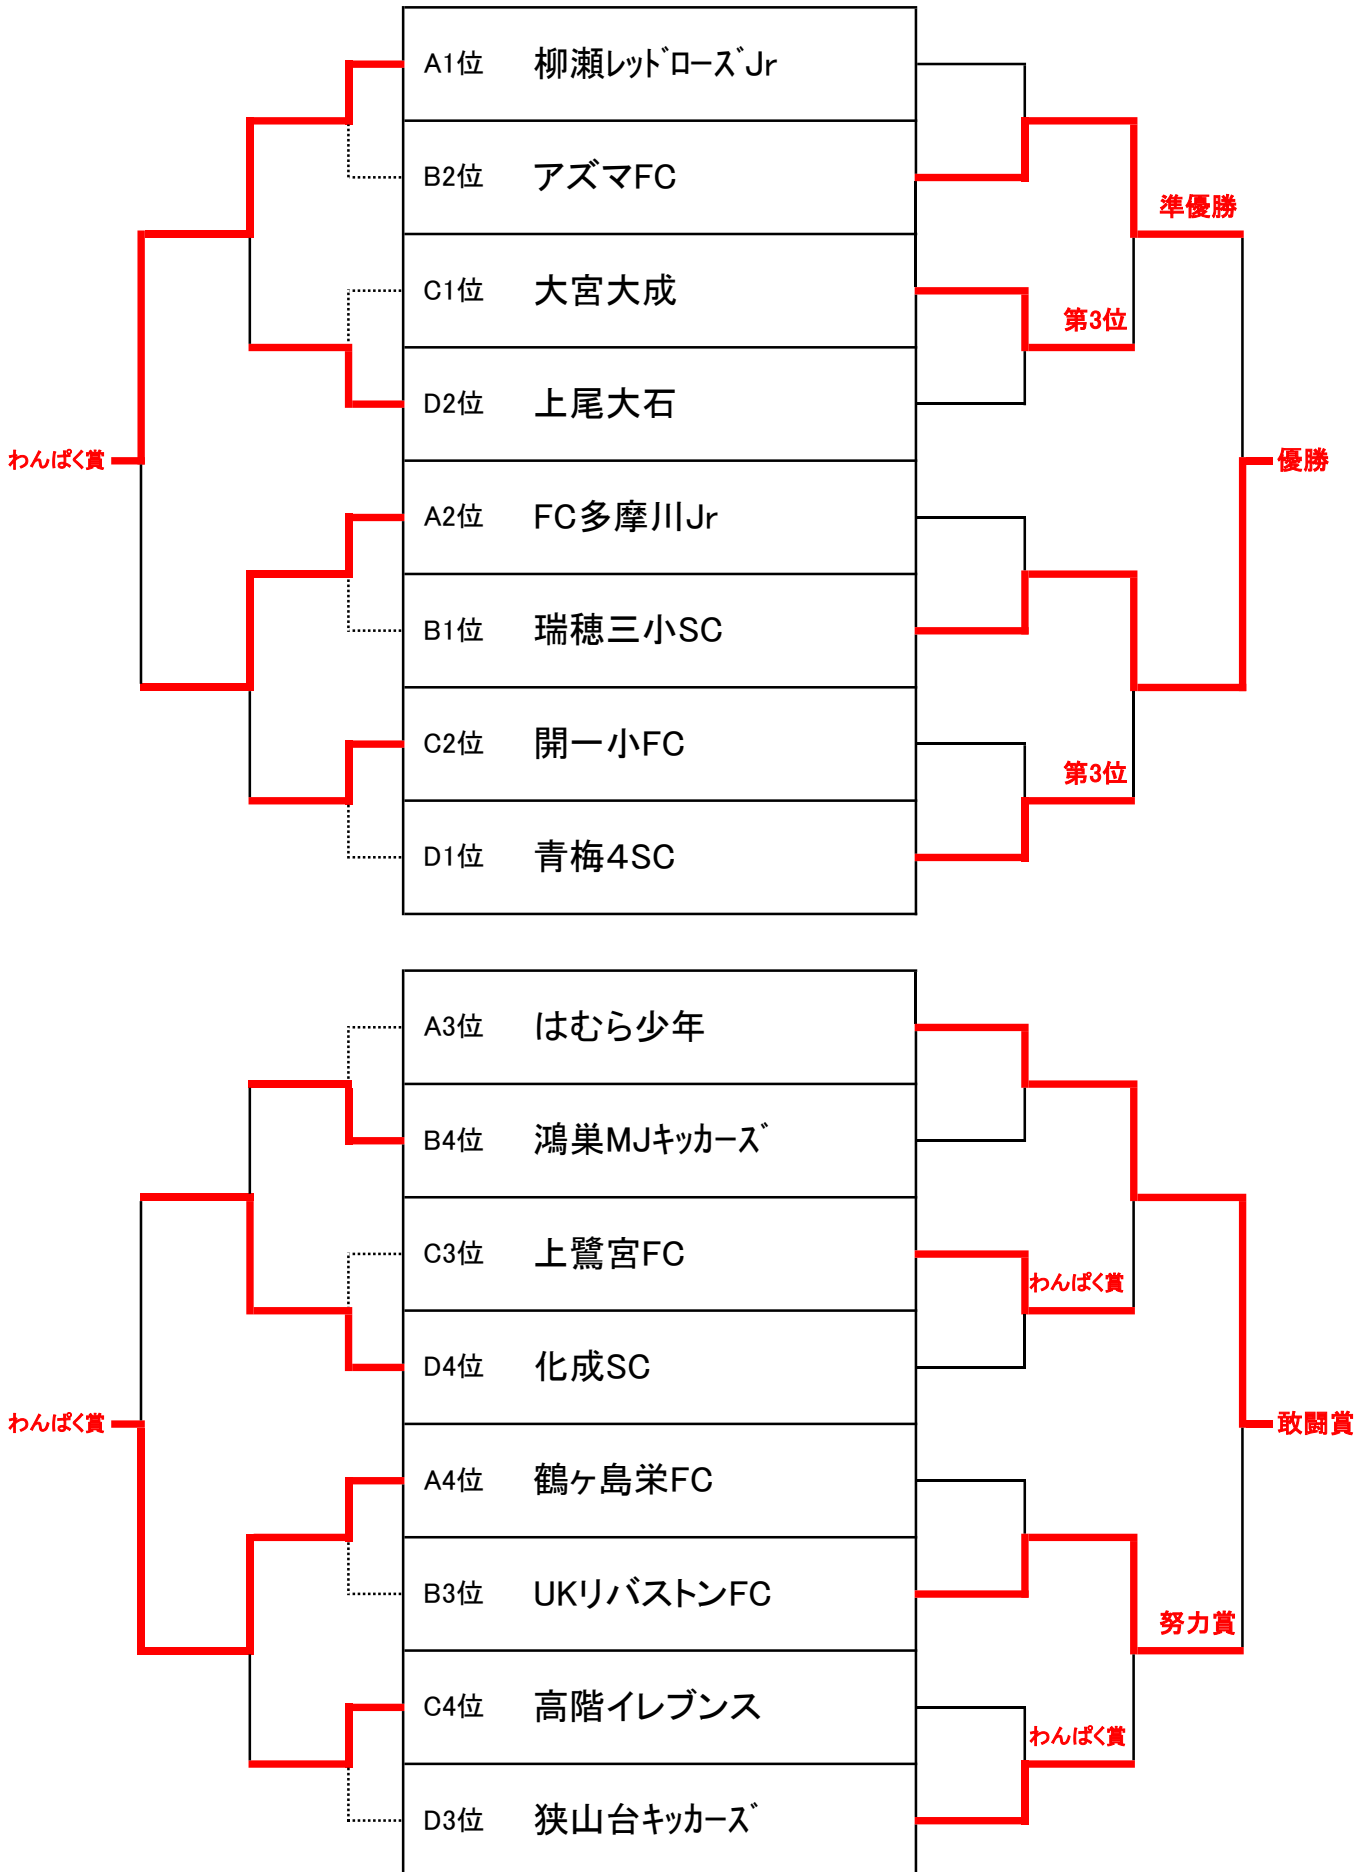 A1位 柳瀬ﾚｯﾄﾞﾛｰｽﾞJr
B2位 アズマFC
準優勝
C1位 大宮大成
第3位
D2位 上尾大石
わんぱく賞
優勝
A2位 FC多摩川Jr
B1位 瑞穂三小SC
C2位 開一小FC
第3位
D1位 青梅4SC
A3位 はむら少年
B4位 鴻巣MJｷｯｶｰｽﾞ
C3位 上鷺宮FC
わんぱく賞
D4位 化成SC
わんぱく賞
敢闘賞
A4位 鶴ヶ島栄FC
B3位 UKリバストンFC
努力賞
C4位 高階イレブンス
わんぱく賞
D3位 狭山台ｷｯｶｰｽﾞ